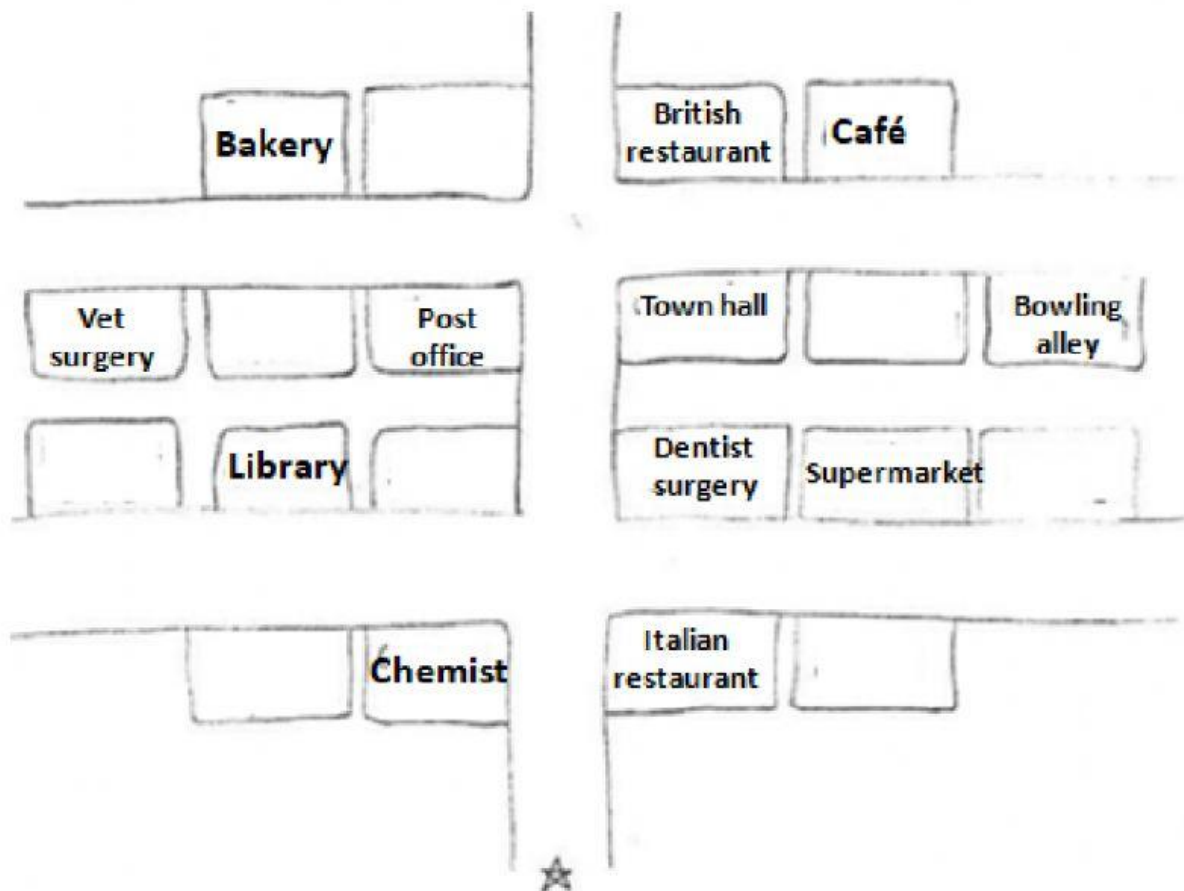 Bakery
British
restaurant
Café
Vet
surgery
Post
office
Town hall
Bowling
alley
Library
Dentist
surgery
Supermarket
Chemist
Italian
restaurant